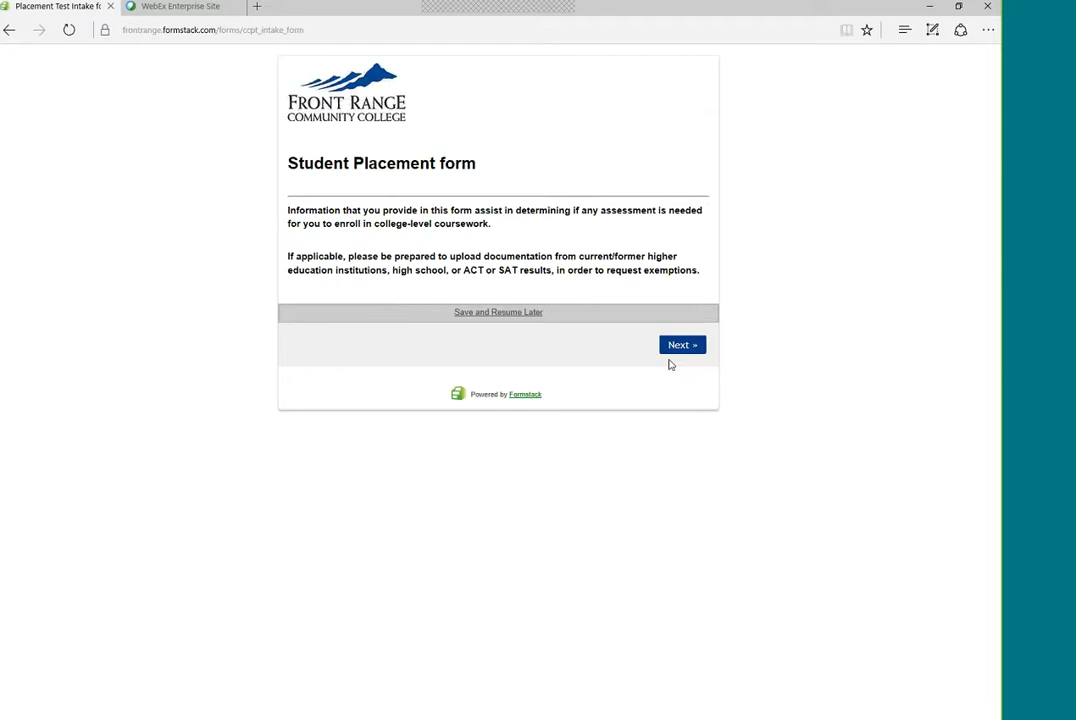 Placement Test Intake fo
WebEx Enterprise Site
frontrange.formstack.com/forms/ccpt_intake_form
FRONT RANGE
COMMUNITY COLLEGE
Student Placement form
Information that you provide in this form assist in determining if any assessment is needed
for you to enroll in college-level coursework.
If applicable, please be prepared to upload documentation from current/former higher
education institutions, high school, or ACT or SAT results, in order to request exemptions.
Save and Resume Later
Next »
Powered by Formstack